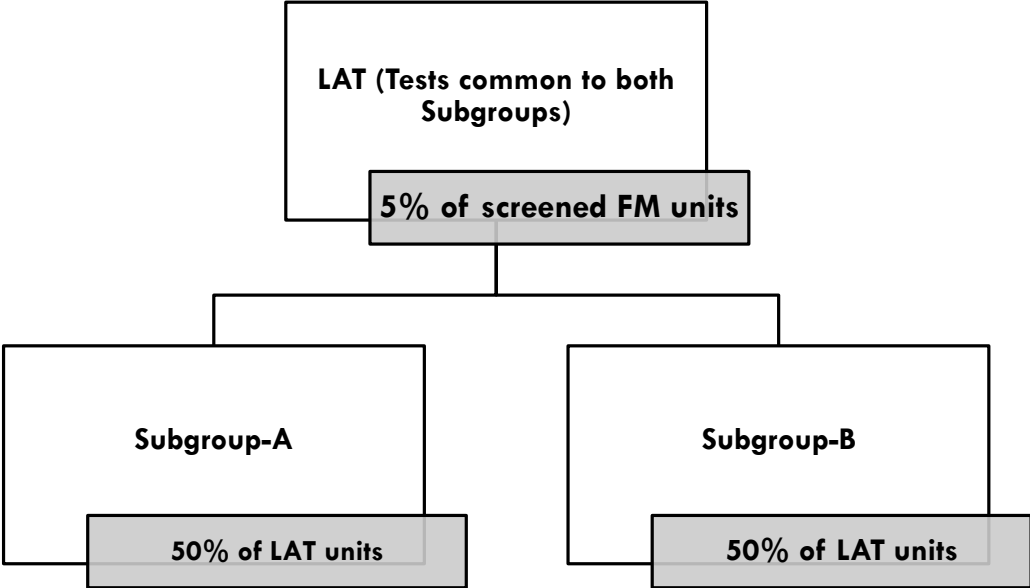 LAT (Tests common to both
Subgroups)
5% of screened FM units
Subgroup-A
Subgroup-B
50% of LAT units
50% of LAT units